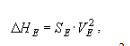 ΔH_E = S_E · V_E^2 ,